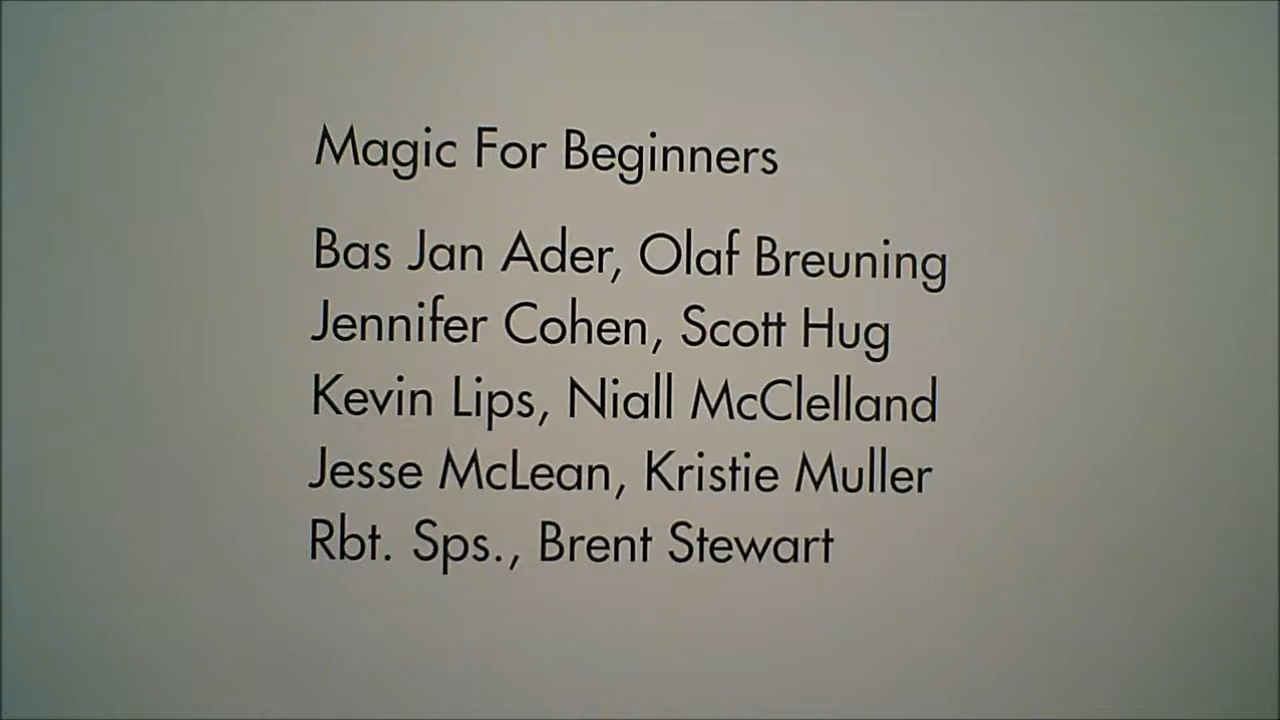 Magic For Beginners
Bas Jan Ader, Olaf Breuning
Jennifer Cohen, Scott Hug
Kevin Lips, Niall McClelland
Jesse McLean, Kristie Muller
Rbt. Sps., Brent Stewart